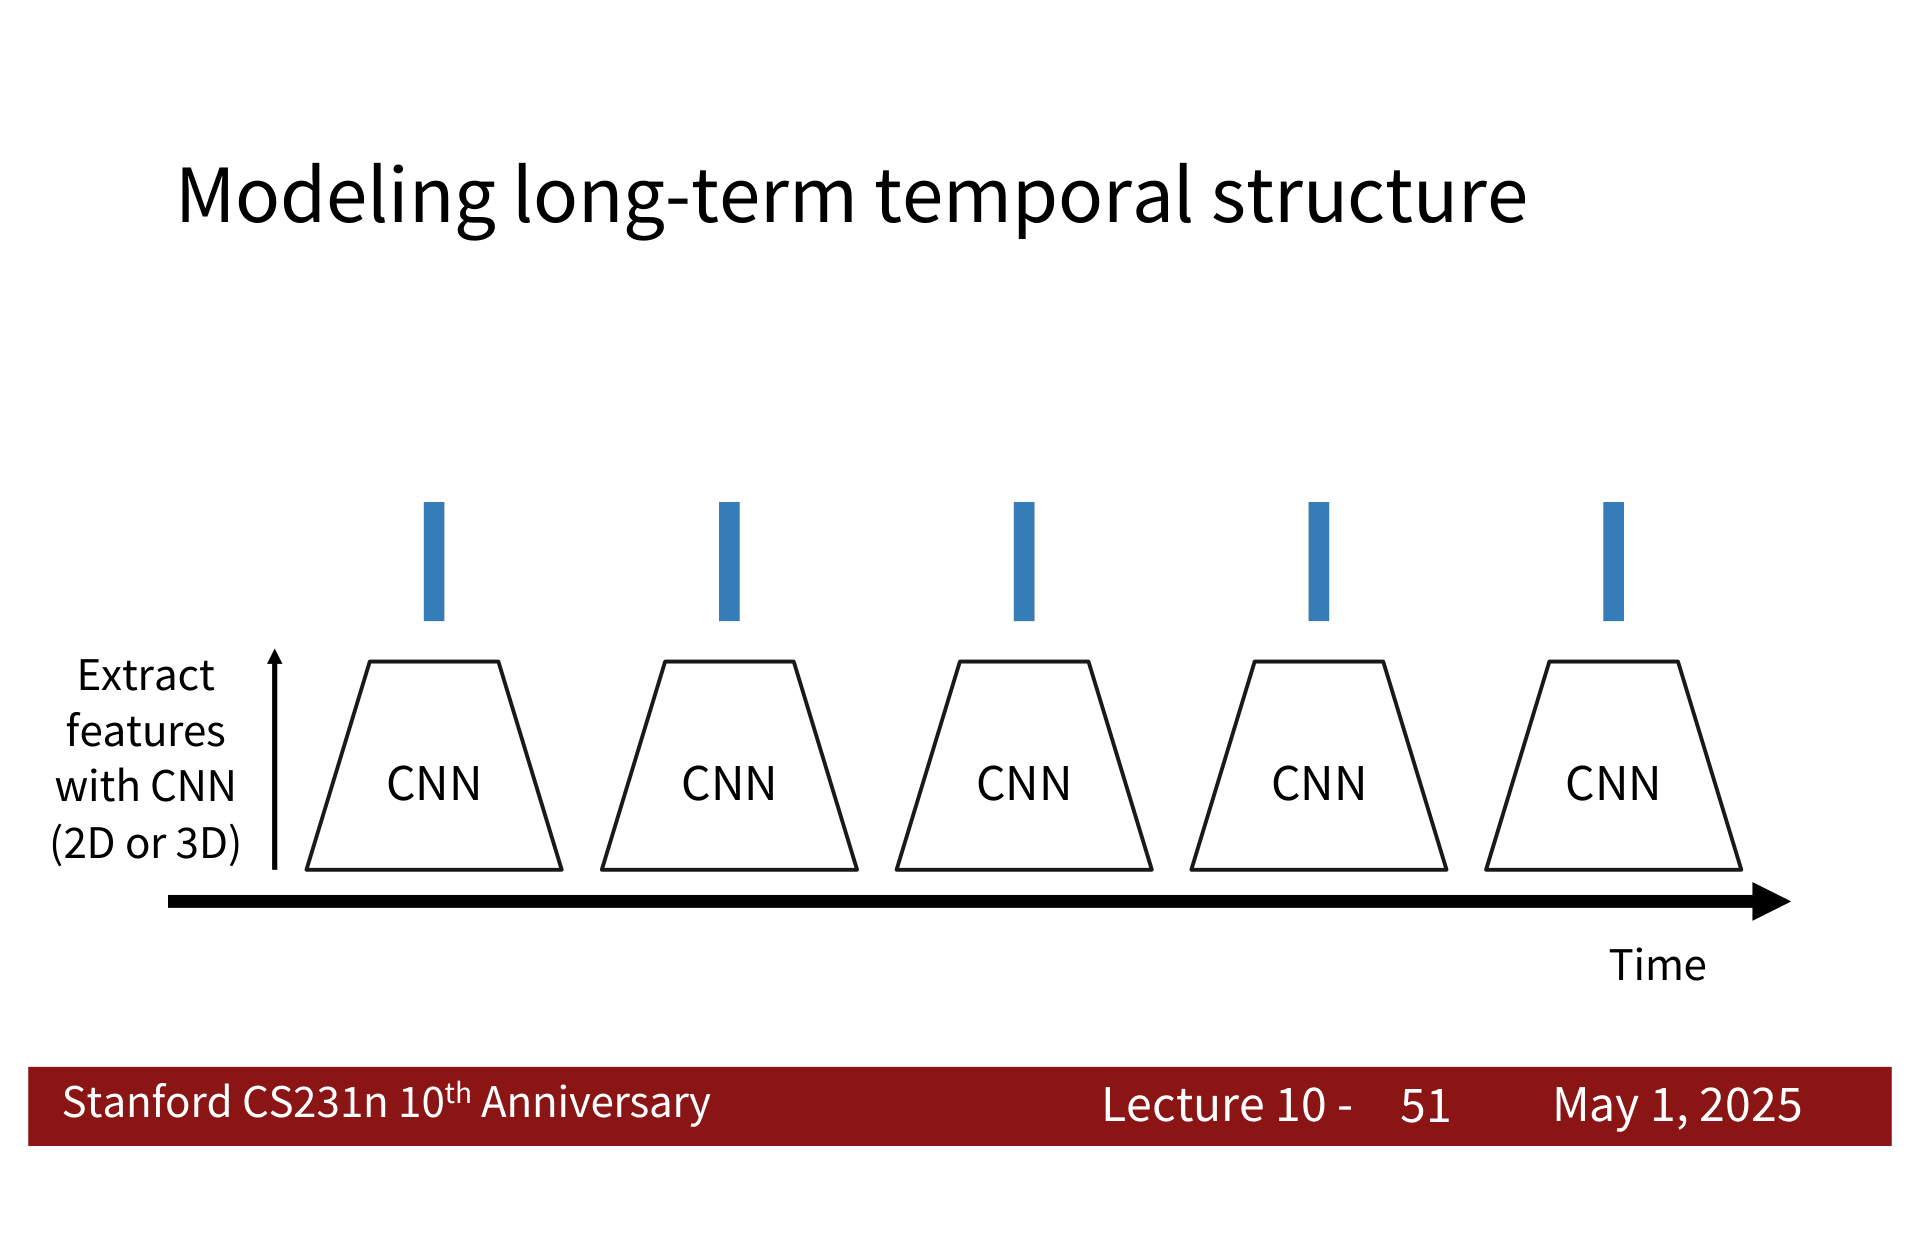 Modeling long-term temporal structure
Extract
features
with CNN
(2D or 3D)
CNN
CNN
CNN
CNN
CNN
Time
Stanford CS231n 10th Anniversary
Lecture 10 - 51
May 1, 2025